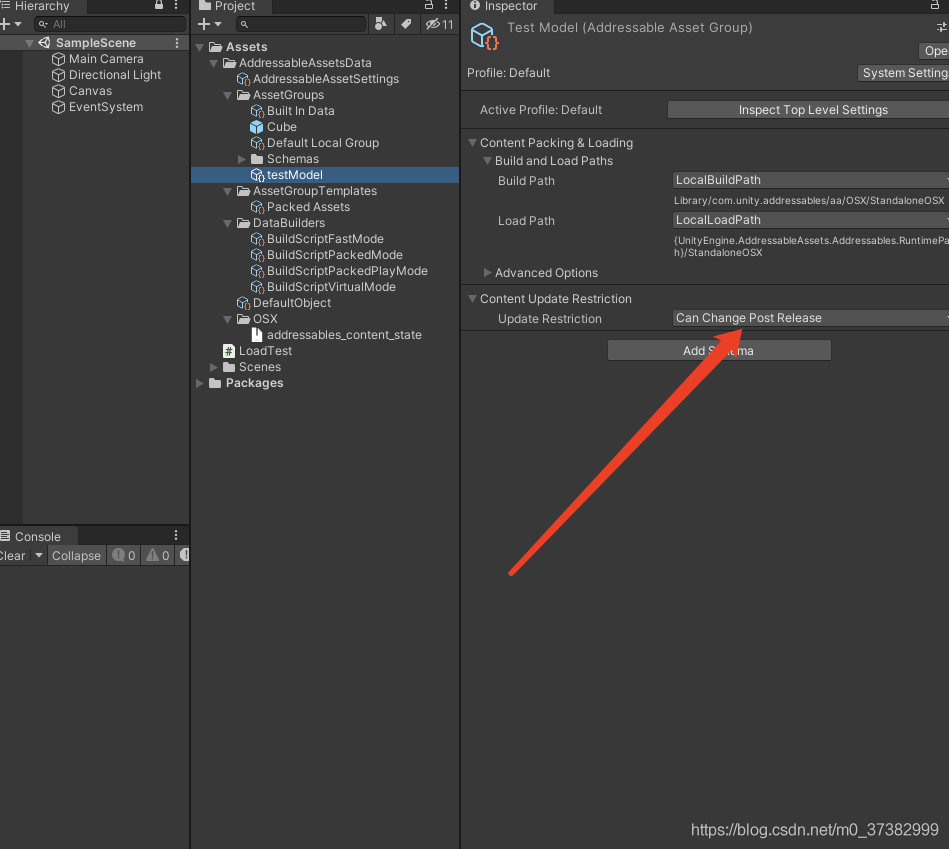 Hierarchy
All
SampleScene
Main Camera
Directional Light
Canvas
EventSystem
Console
Clear
Collapse
0
0
Project
11
Assets
AddressableAssetsData
AddressableAssetSettings
AssetGroups
Built In Data
Cube
Default Local Group
Schemas
testModel
AssetGroupTemplates
Packed Assets
DataBuilders
BuildScriptFastMode
BuildScriptPackedMode
BuildScriptPackedPlayMode
BuildScriptVirtualMode
DefaultObject
OSX
addressables_content_state
LoadTest
Scenes
Packages
Inspector
Test Model (Addressable Asset Group)
Ope
Profile: Default
System Setting
Active Profile: Default
Inspect Top Level Settings
Content Packing & Loading
Build and Load Paths
Build Path
LocalBuildPath
Library/com.unity.addressables/aa/OSX/StandaloneOSX
Load Path
LocalLoadPath
{UnityEngine.AddressableAssets.Addressables.RuntimePa
h}/StandaloneOSX
Advanced Options
Content Update Restriction
Update Restriction
Can Change Post Release
Add S ma
https://blog.csdn.net/m0_37382999